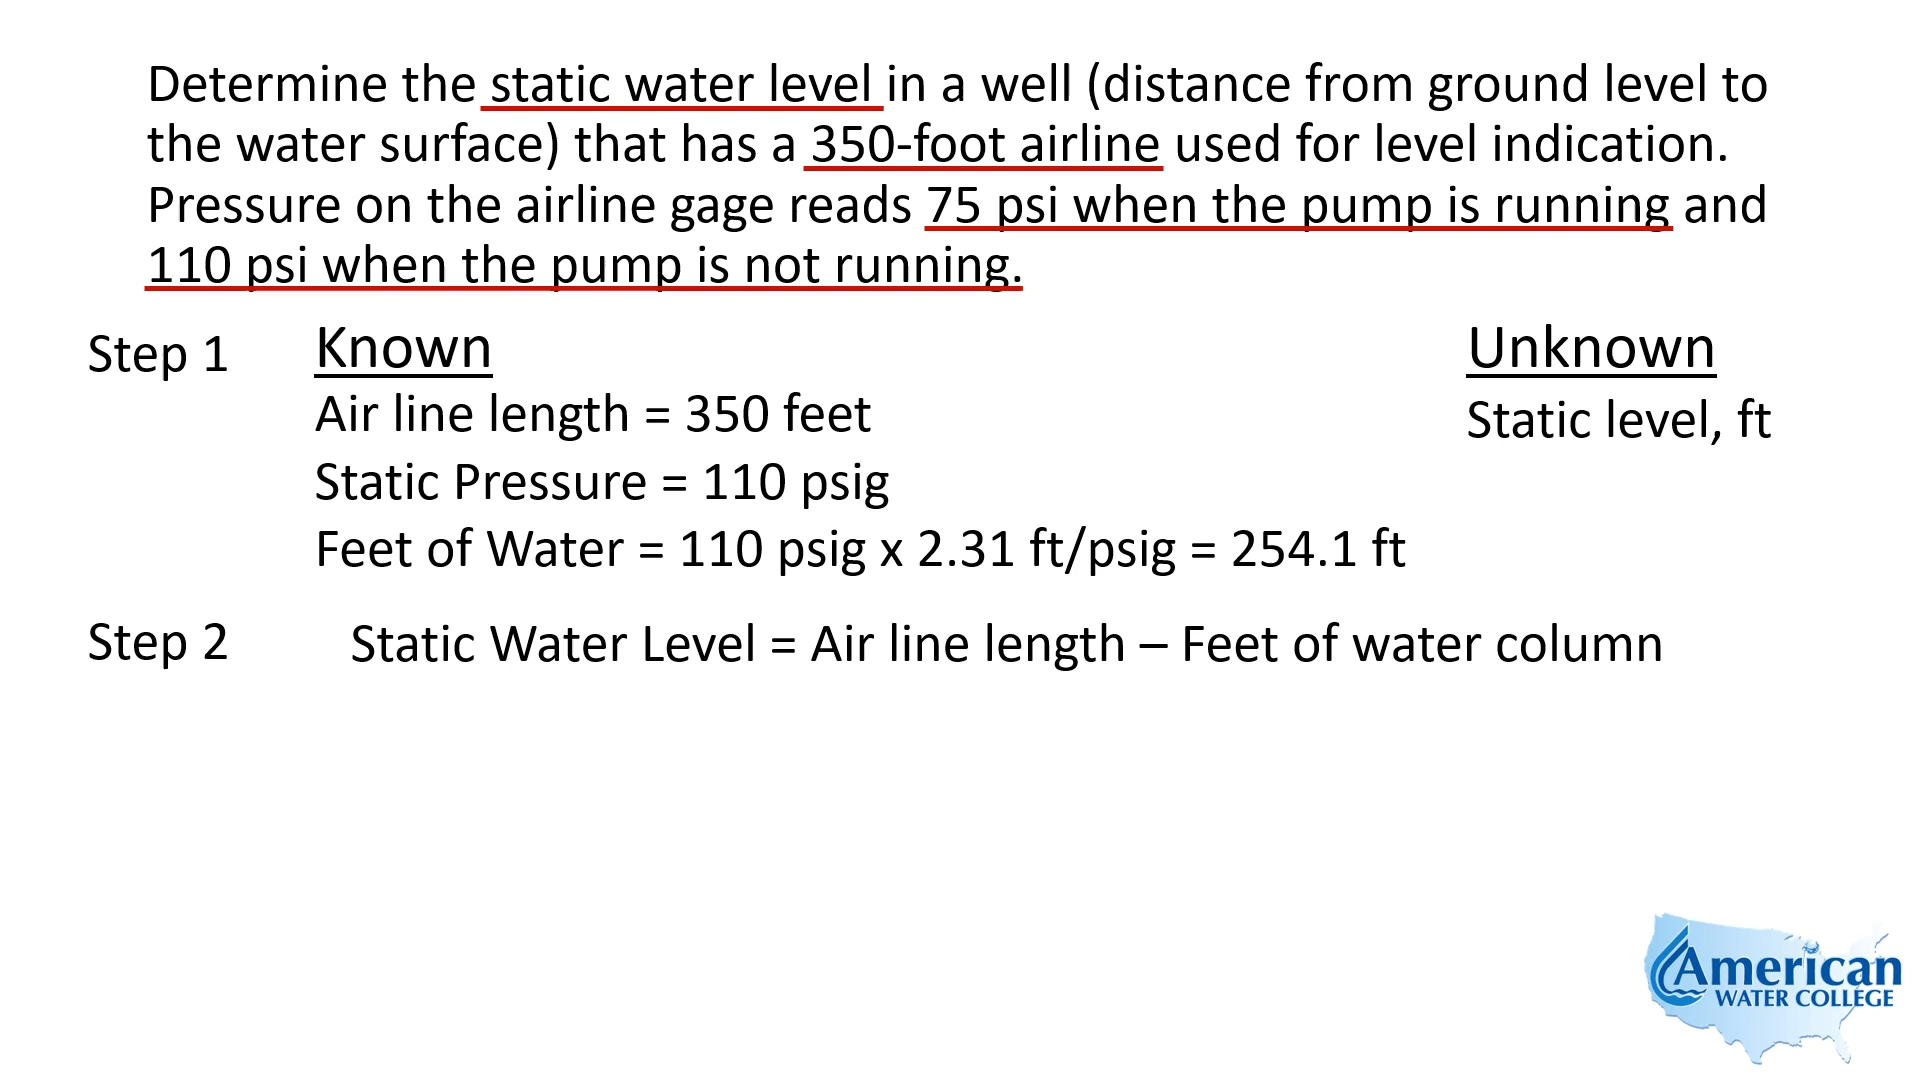 Determine the static water level in a well (distance from ground level to
the water surface) that has a 350-foot airline used for level indication.
Pressure on the airline gage reads 75 psi when the pump is running and
110 psi when the pump is not running.
Step 1
Known
Unknown
Air line length = 350 feet
Static level, ft
Static Pressure = 110 psig
Feet of Water = 110 psig x 2.31 ft/psig = 254.1 ft
Step 2
Static Water Level = Air line length – Feet of water column
American
WATER COLLEGE